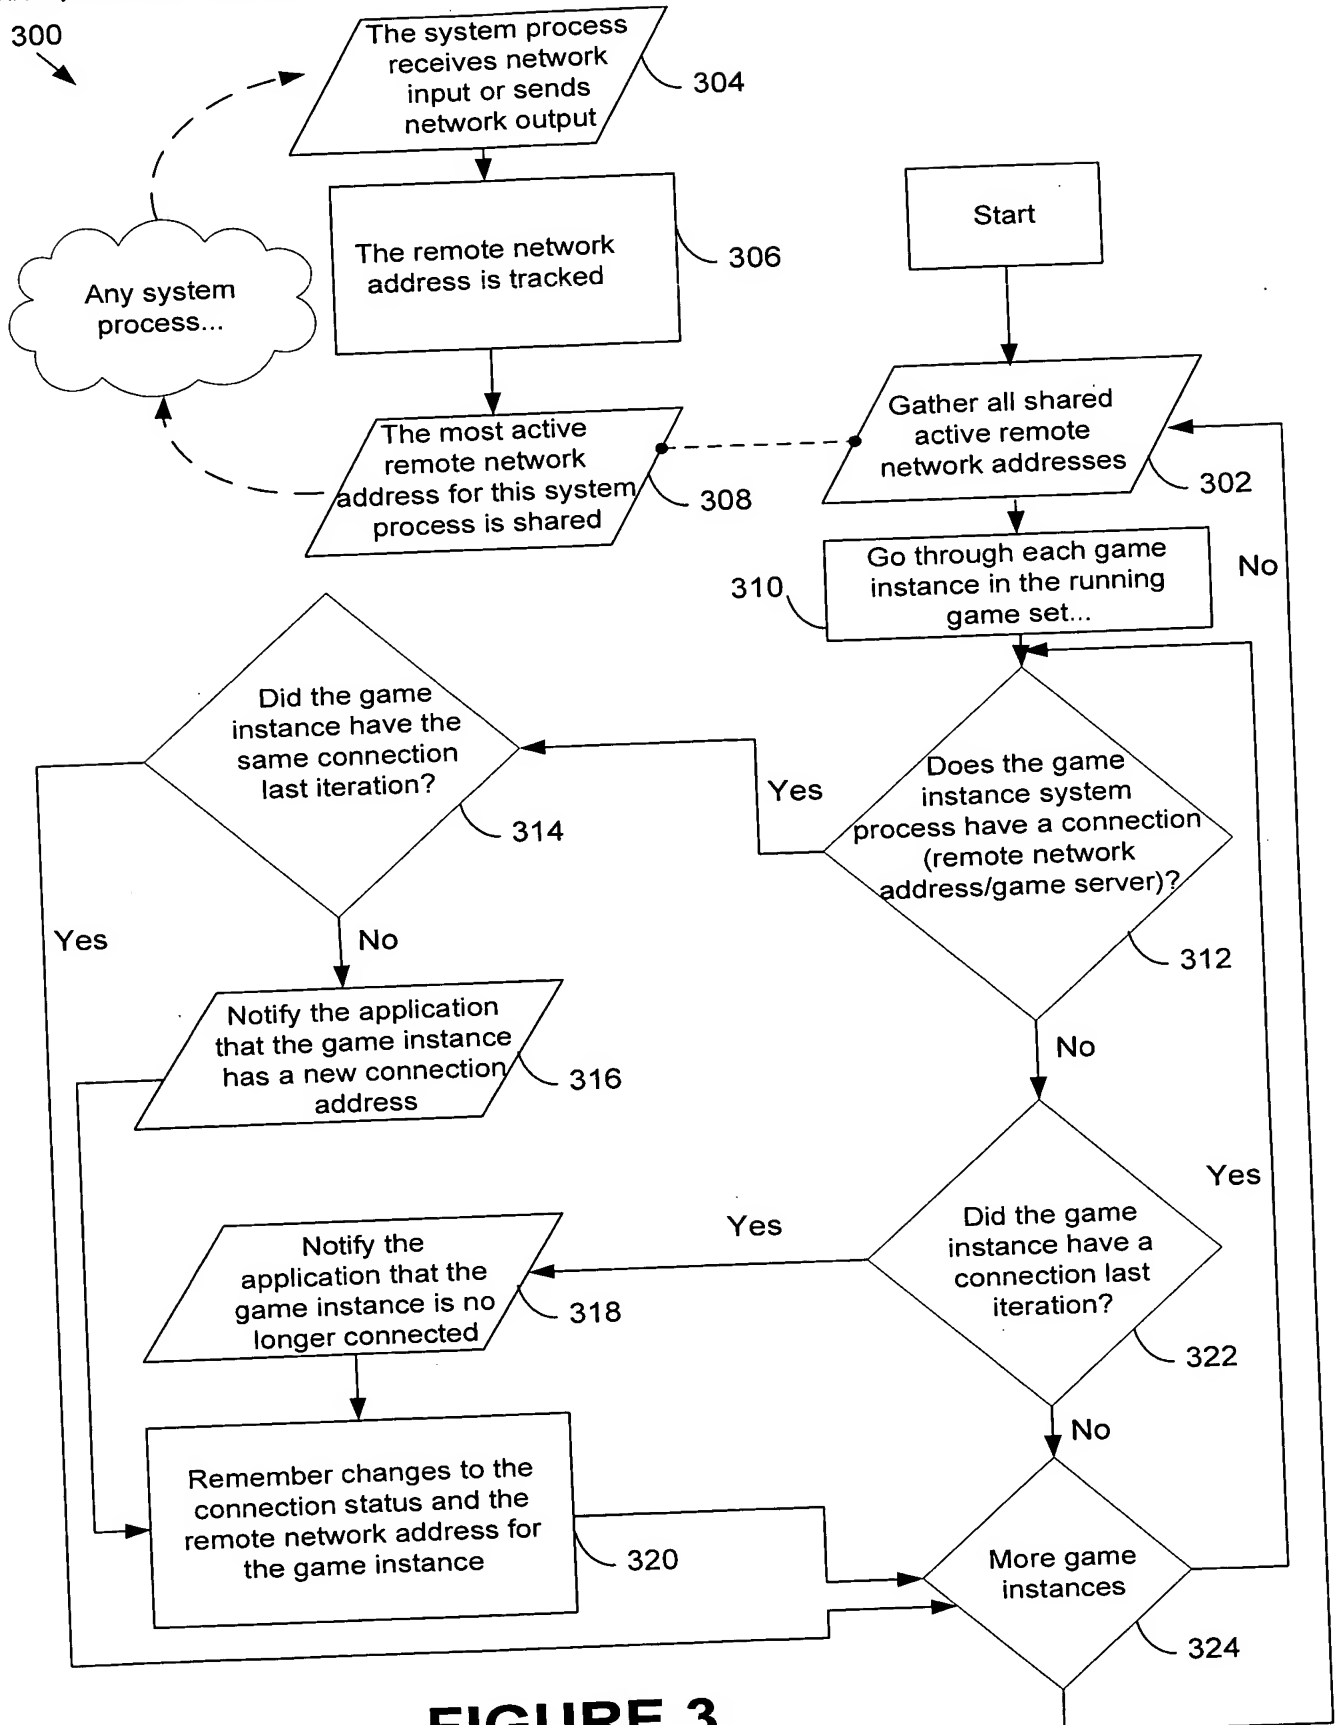 300
The system process
receives network
input or sends
network output
304
Start
The remote network
address is tracked
306
Any system
process...
The most active
remote network
address for this system
process is shared
308
Gather all shared
active remote
network addresses
302
Go through each game
instance in the running
game set...
310
No
Did the game
instance have the
same connection
last iteration?
314
Yes
Does the game
instance system
process have a connection
(remote network
address/game server)?
312
Yes
No
No
Notify the application
that the game instance
has a new connection
address
316
Yes
Yes
Did the game
instance have a
connection last
iteration?
322
Notify the
application that the
game instance is no
longer connected
318
No
Remember changes to the
connection status and the
remote network address for
the game instance
320
More game
instances
324
FIGURE 3